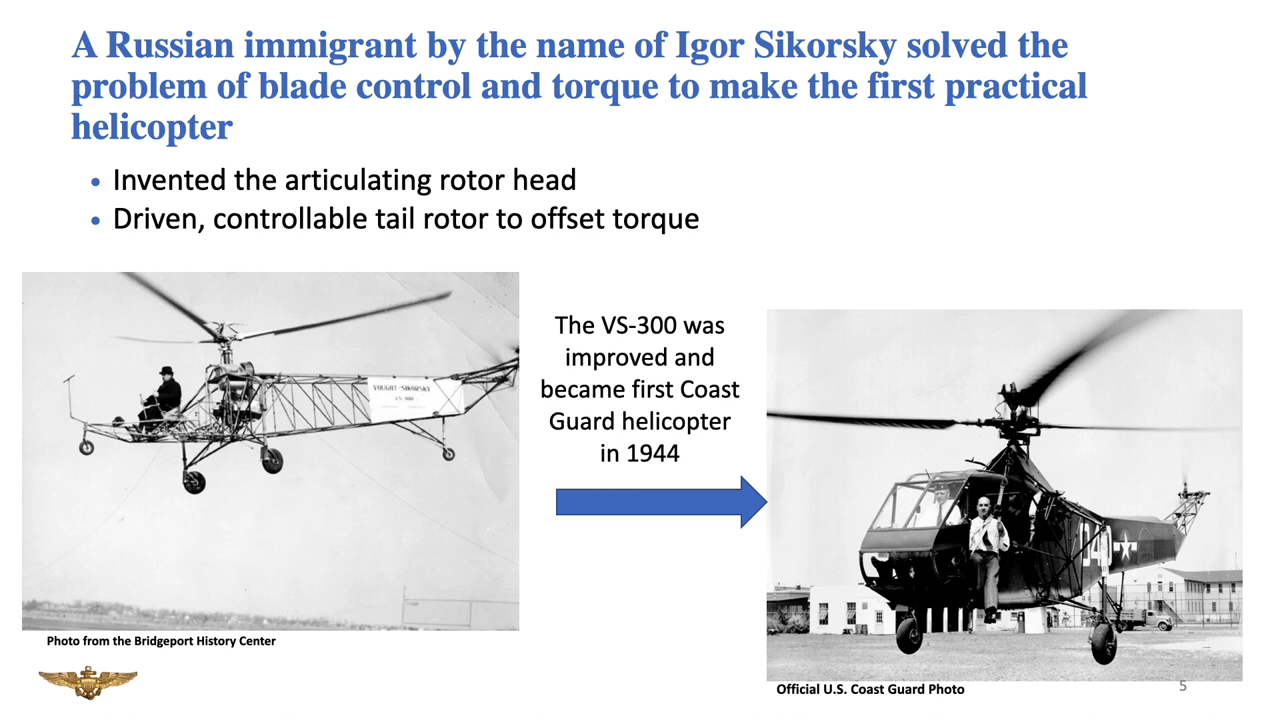 A Russian immigrant by the name of Igor Sikorsky solved the
problem of blade control and torque to make the first practical
helicopter
• Invented the articulating rotor head
• Driven, controllable tail rotor to offset torque
VOUGHT-SIKORSKY
VS-300
The VS-300 was
improved and
became first Coast
Guard helicopter
in 1944
040
Photo from the Bridgeport History Center
Official U.S. Coast Guard Photo
5